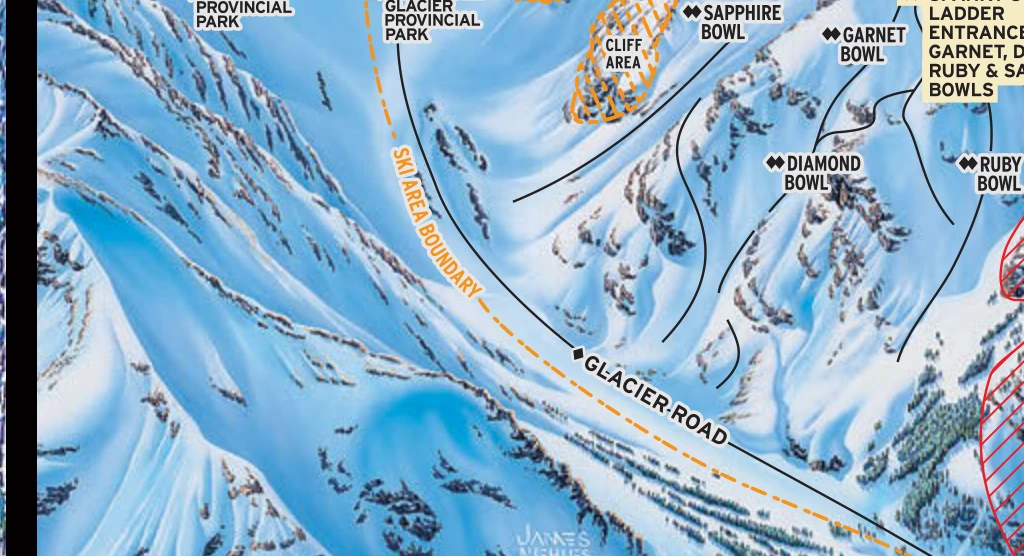 PROVINCIAL
PARK
GLACIER
PROVINCIAL
PARK
SAPPHIRE
BOWL
CLIFF
AREA
GARNET
BOWL
LADDER
ENTRANCE
GARNET, D
RUBY & SA
BOWLS
SKI AREA BOUNDARY
DIAMOND
BOWL
RUBY
BOWL
GLACIER ROAD
JAMES